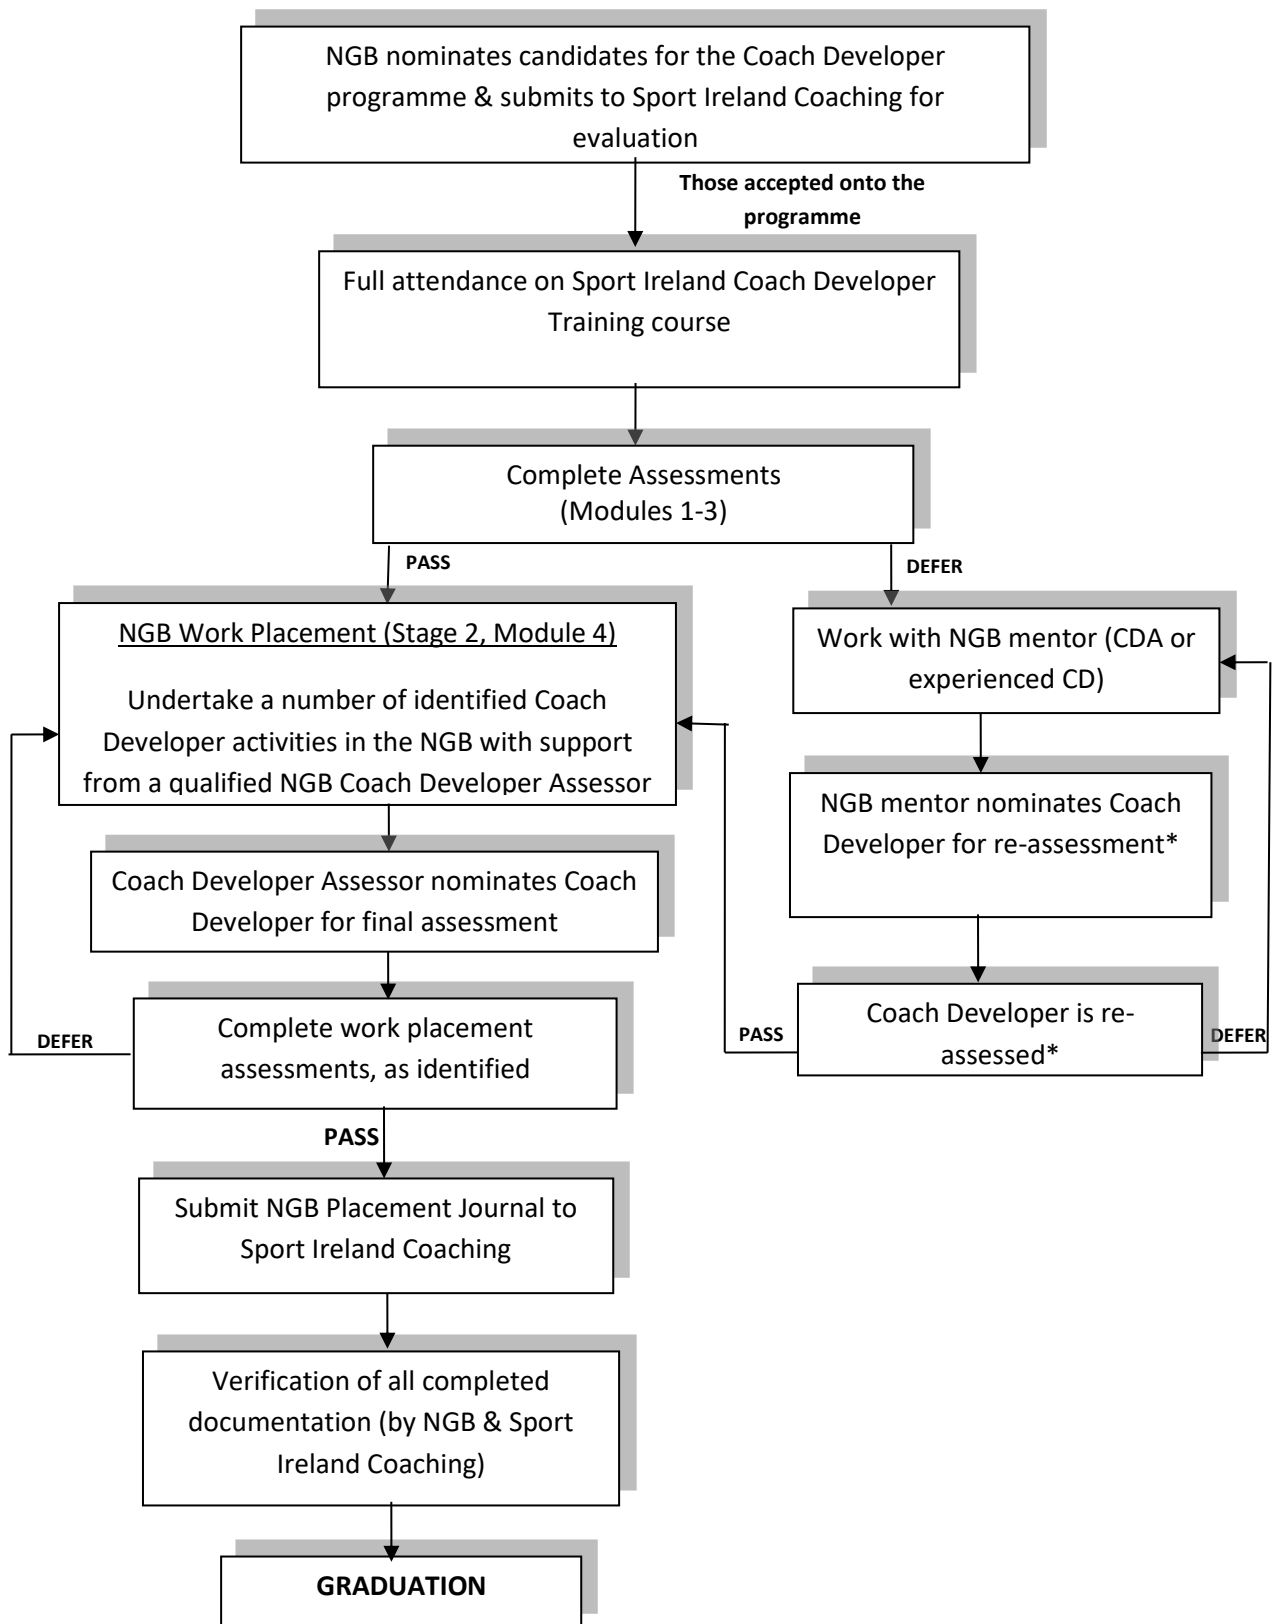 NGB nominates candidates for the Coach Developer
programme & submits to Sport Ireland Coaching for
evaluation
Those accepted onto the
programme
Full attendance on Sport Ireland Coach Developer
Training course
Complete Assessments
(Modules 1-3)
PASS
DEFER
NGB Work Placement (Stage 2, Module 4)
Undertake a number of identified Coach
Developer activities in the NGB with support
from a qualified NGB Coach Developer Assessor
Work with NGB mentor (CDA or
experienced CD)
NGB mentor nominates Coach
Developer for re-assessment*
Coach Developer Assessor nominates Coach
Developer for final assessment
Coach Developer is re-
assessed*
PASS
DEFER
Complete work placement
assessments, as identified
DEFER
PASS
Submit NGB Placement Journal to
Sport Ireland Coaching
Verification of all completed
documentation (by NGB & Sport
Ireland Coaching)
GRADUATION